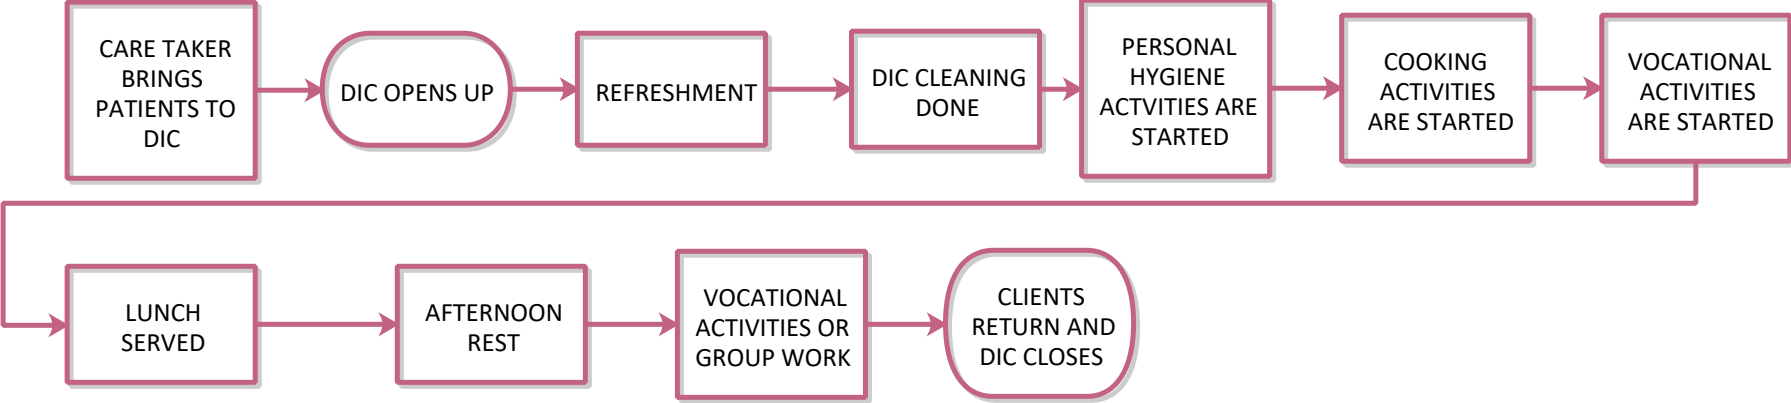 CARE TAKER
BRINGS
PATIENTS TO
DIC
DIC OPENS UP
REFRESHMENT
DIC CLEANING
DONE
PERSONAL
HYGIENE
ACTVITIES ARE
STARTED
COOKING
ACTIVITIES
ARE STARTED
VOCATIONAL
ACTIVITIES
ARE STARTED
LUNCH
SERVED
AFTERNOON
REST
VOCATIONAL
ACTIVITIES OR
GROUP WORK
CLIENTS
RETURN AND
DIC CLOSES